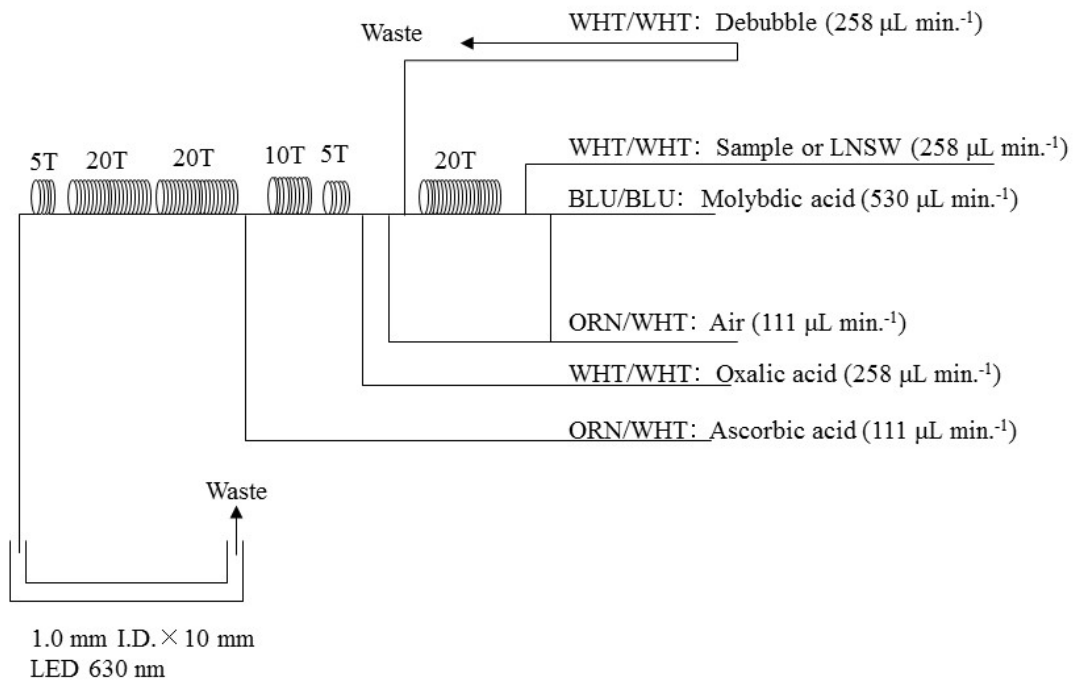 WHT/WHT: Debubble (258 μL min.-1)
Waste
5T 20T 20T 10T 5T 20T
WHT/WHT: Sample or LNSW (258 μL min.-1)
BLU/BLU: Molybdic acid (530 μL min.-1)
ORN/WHT: Air (111 μL min.-1)
WHT/WHT: Oxalic acid (258 μL min.-1)
ORN/WHT: Ascorbic acid (111 μL min.-1)
Waste
1.0 mm I.D.×10 mm
LED 630 nm